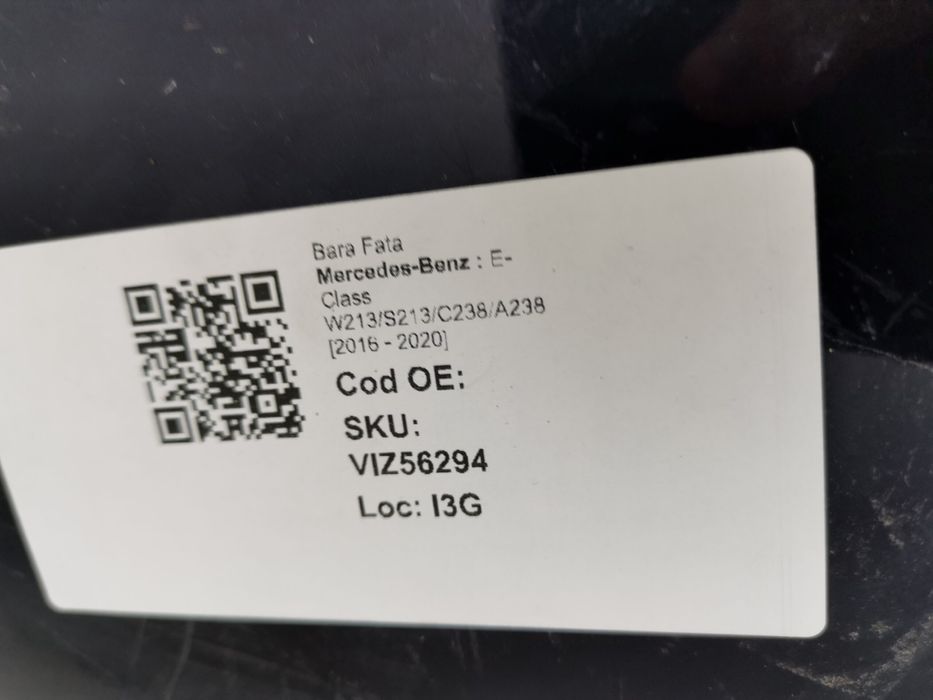 Bara Fata
Mercedes-Benz : E-
Class
W213/S213/C238/A238
[2016 - 2020]
Cod OE:
SKU:
VIZ56294
Loc: I3G